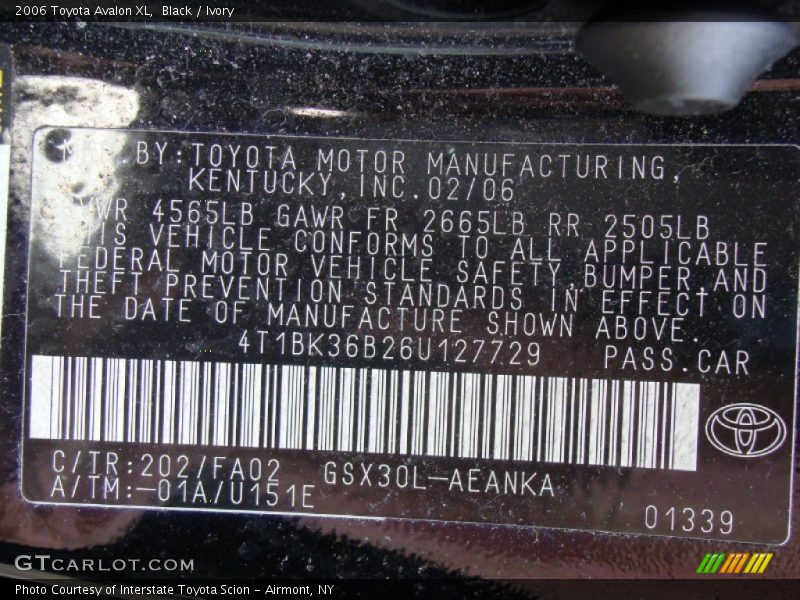 2006 Toyota Avalon XL, Black / Ivory
BY:TOYOTA MOTOR MANUFACTURING,
KENTUCKY,INC.02/06
4565LB GAWR FR 2665LB RR 2505LB
VEHICLE CONFORMS TO ALL APPLICABLE
FEDERAL MOTOR VEHICLE SAFETY,BUMPER,AND
THEFT PREVENTION STANDARDS IN EFFECT ON
THE DATE OF MANUFACTURE SHOWN ABOVE.
4T1BK36B26U127729 PASS.CAR
C/TR:202/FA02 GSX30L-AEANKA
A/TM:-01A/U151E
01339
GTCARLOT.COM
Photo Courtesy of Interstate Toyota Scion - Airmont, NY